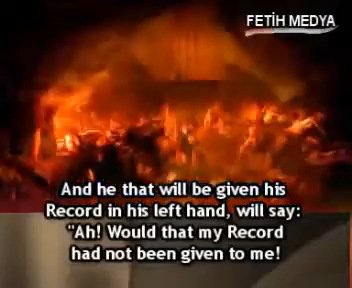 FETİH MEDYA
And he that will be given his
Record in his left hand, will say:
"Ah! Would that my Record
had not been given to me!